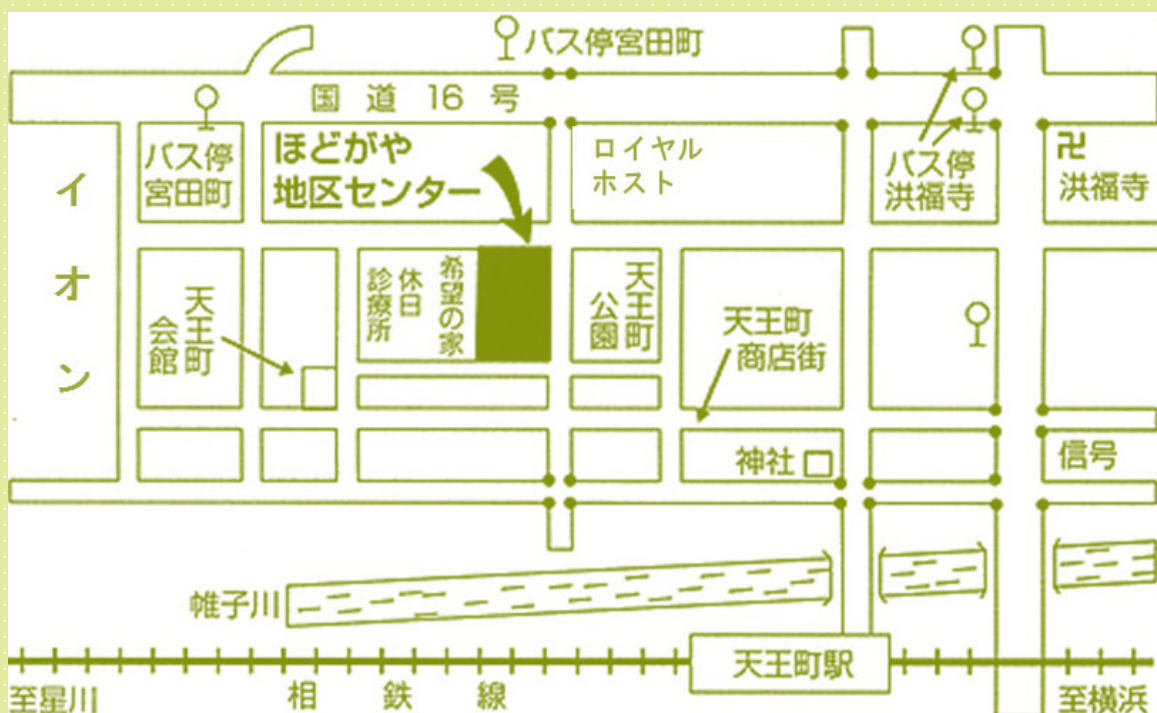 バス停宮田町
国道16号
バス停
宮田町
ほどがや
地区センター
ロイヤル
ホスト
バス停
洪福寺
卍
洪福寺
イオン
天王町
会館
希望の家
休日
診療所
天王町
公園
天王町
商店街
神社
信号
帷子川
天王町駅
至星川
相鉄線
至横浜